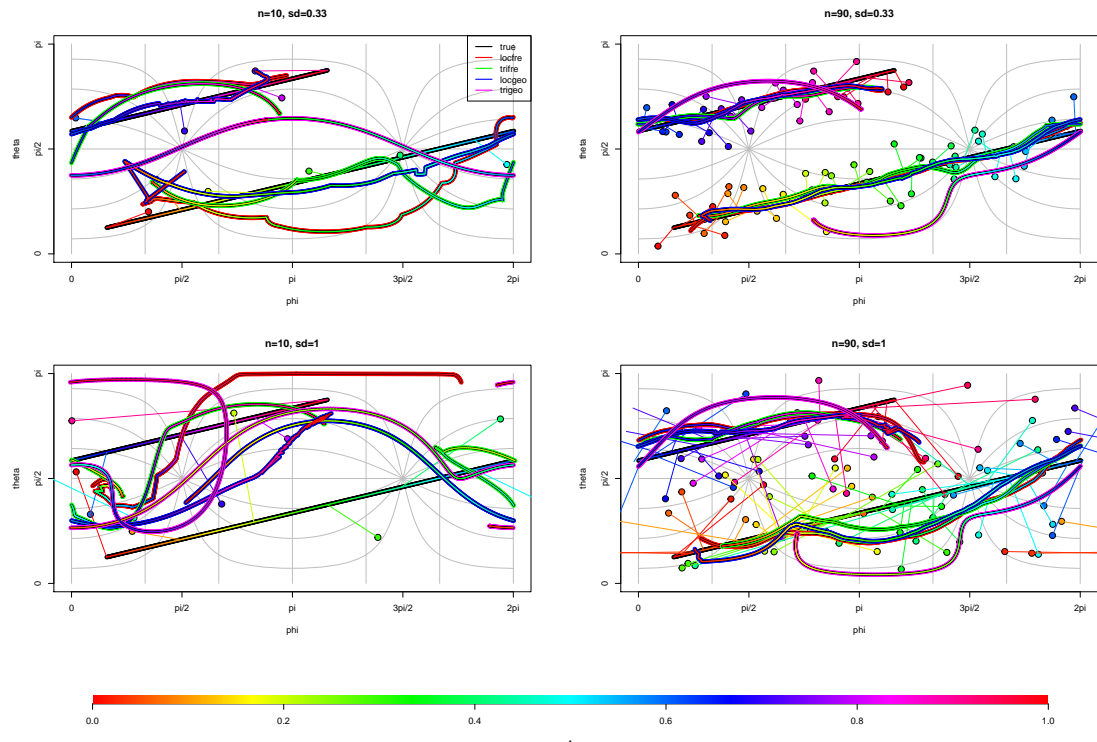 n=10, sd=0.33
n=90, sd=0.33
theta
0
pi/2
pi
true
locfre
trifre
locgeo
trigeo
0
pi/2
pi
3pi/2
2pi
phi
theta
0
pi/2
pi
0
pi/2
pi
3pi/2
2pi
phi
n=10, sd=1
n=90, sd=1
theta
0
pi/2
pi
0
pi/2
pi
3pi/2
2pi
phi
theta
0
pi/2
pi
0
pi/2
pi
3pi/2
2pi
phi
0.0
0.2
0.4
0.6
0.8
1.0